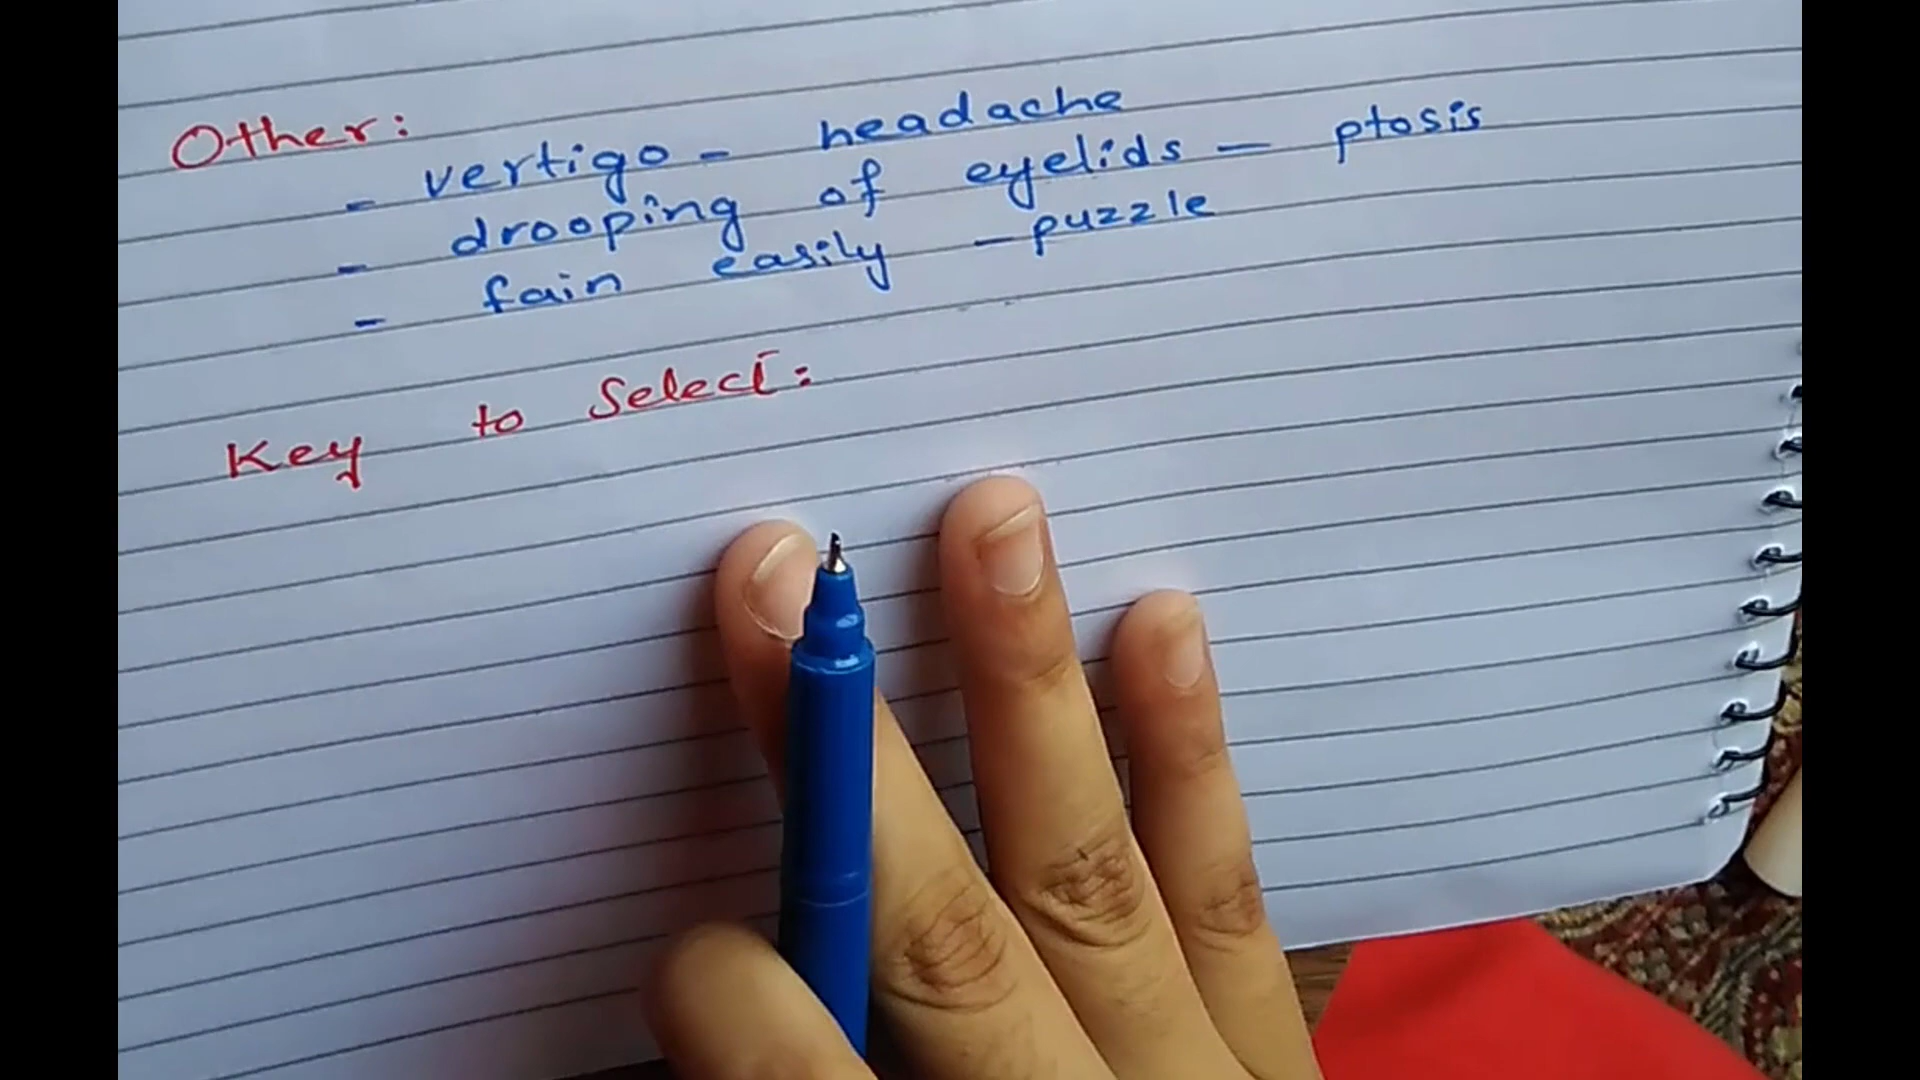 Other:
- vertigo - headache
- drooping of eyelids - ptosis
- fain easily - puzzle
Key to Select: